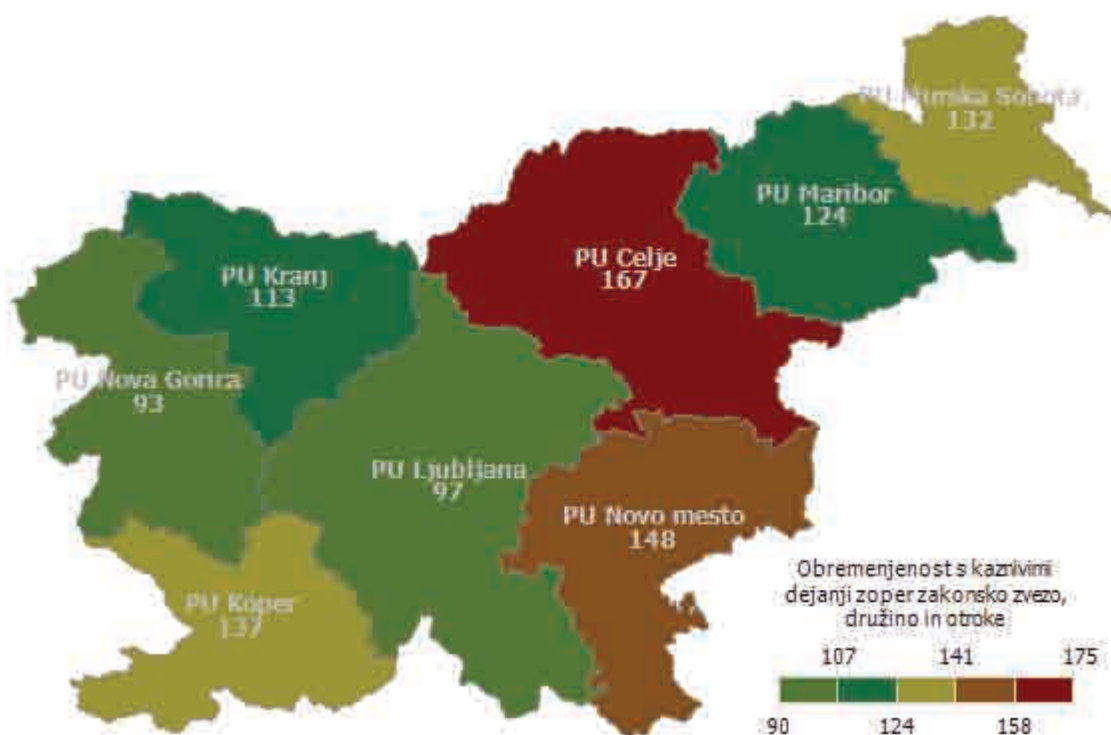 PU Murska Sobota
132
PU Maribor
124
PU Celje
167
PU Kranj
113
PU Nova Gorica
93
PU Ljubljana
97
PU Novo mesto
148
PU Koper
137
Obremenjenost s kaznivimi
dejanji zoper zakonsko zvezo,
družino in otroke
107 141 175
90 124 158